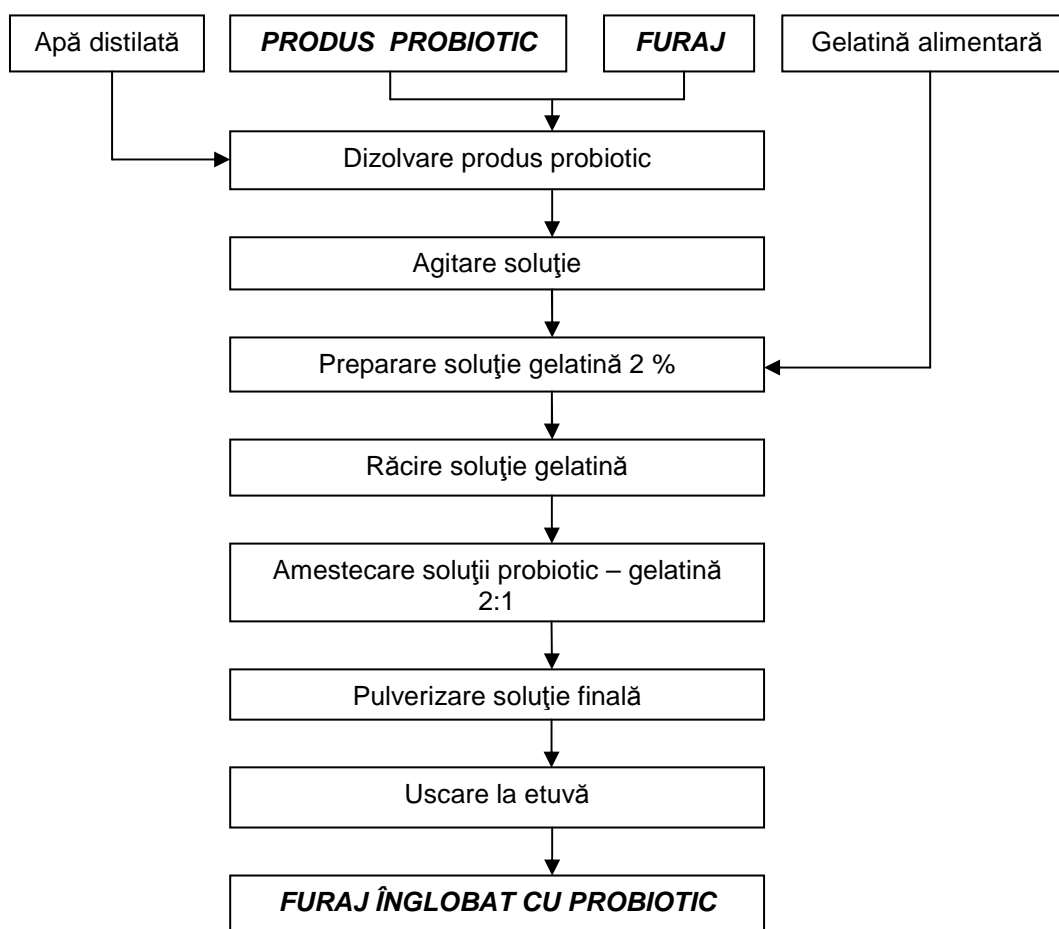 Apă distilată
PRODUS PROBIOTIC
FURAJ
Gelatină alimentară
Dizolvare produs probiotic
Agitare soluţie
Preparare soluţie gelatină 2 %
Răcire soluţie gelatină
Amestecare soluţii probiotic – gelatină
2:1
Pulverizare soluţie finală
Uscare la etuvă
FURAJ ÎNGLOBAT CU PROBIOTIC